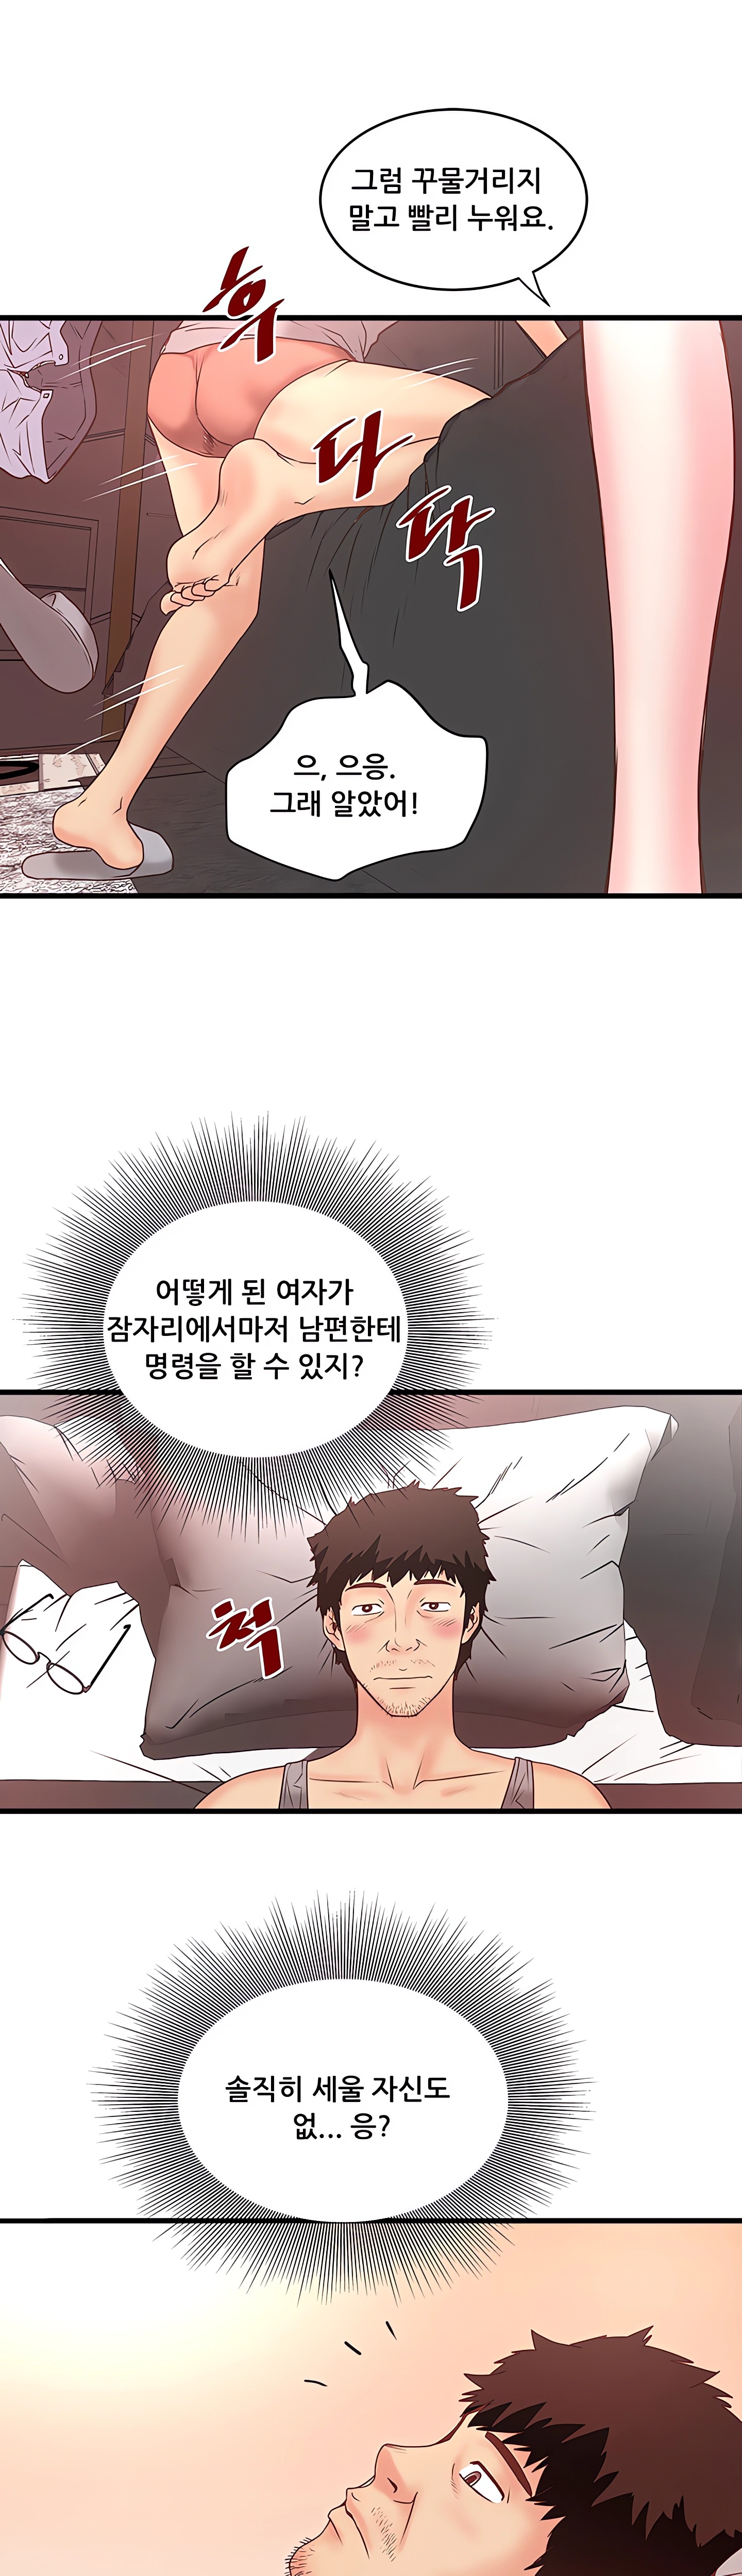 그럼 꾸물거리지
말고 빨리 누워요.
후
다
닥
으, 으응.
그래 알았어!
어떻게 된 여자가
잠자리에서마저 남편한테
명령을 할 수 있지?
척
솔직히 세울 자신도
없... 응?